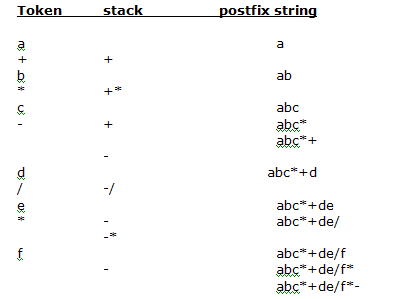 Token stack postfix string
a a
+ +
b ab
* +*
c abc
- + abc*
abc*+
-
d abc*+d
/ -/
e abc*+de
* - abc*+de/
-*
f abc*+de/f
- abc*+de/f*
abc*+de/f*-